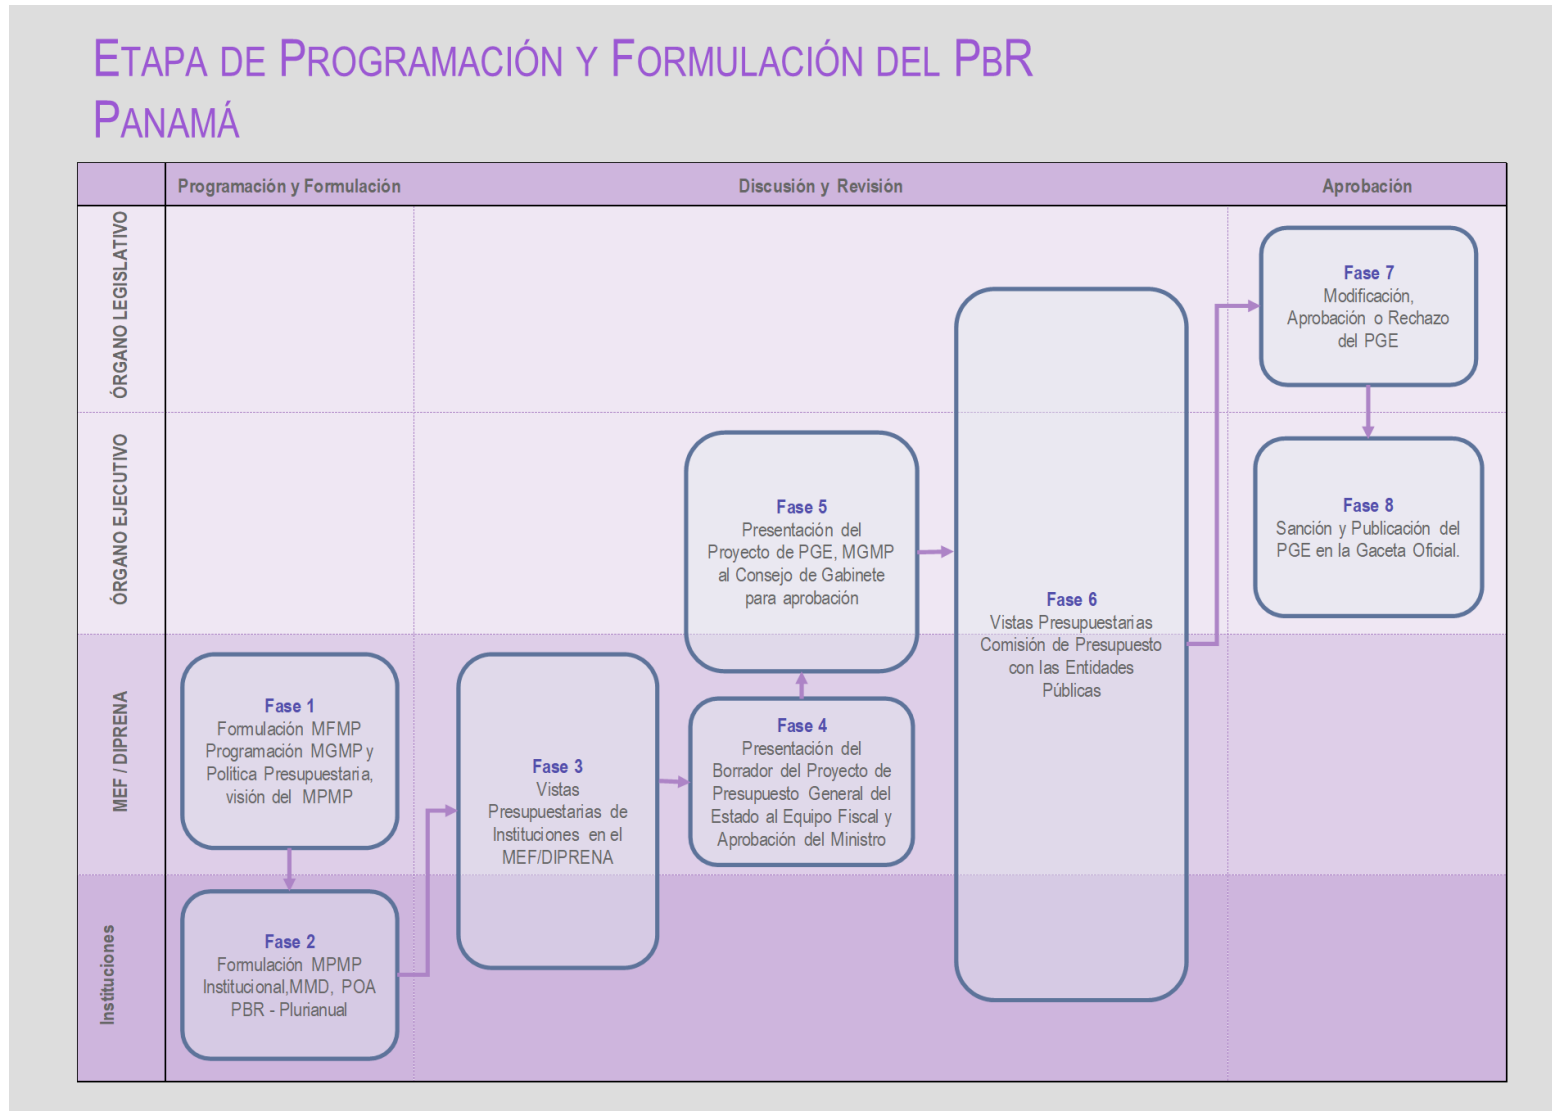 ETAPA DE PROGRAMACIÓN Y FORMULACIÓN DEL PBR
PANAMÁ
Programación y Formulación
Discusión y Revisión
Aprobación
ÓRGANO LEGISLATIVO
Fase 7
Modificación,
Aprobación o Rechazo
del PGE
ÓRGANO EJECUTIVO
Fase 5
Presentación del
Proyecto de PGE, MGMP
al Consejo de Gabinete
para aprobación
Fase 6
Vistas Presupuestarias
Comisión de Presupuesto
con las Entidades
Públicas
Fase 8
Sanción y Publicación del
PGE en la Gaceta Oficial.
MEF / DIPRENA
Fase 1
Formulación MFMP
Programación MGMP y
Política Presupuestaria,
visión del MPMP
Fase 3
Vistas
Presupuestarias de
Instituciones en el
MEF/DIPRENA
Fase 4
Presentación del
Borrador del Proyecto de
Presupuesto General del
Estado al Equipo Fiscal y
Aprobación del Ministro
Instituciones
Fase 2
Formulación MPMP
Institucional,MMD, POA
PBR - Plurianual